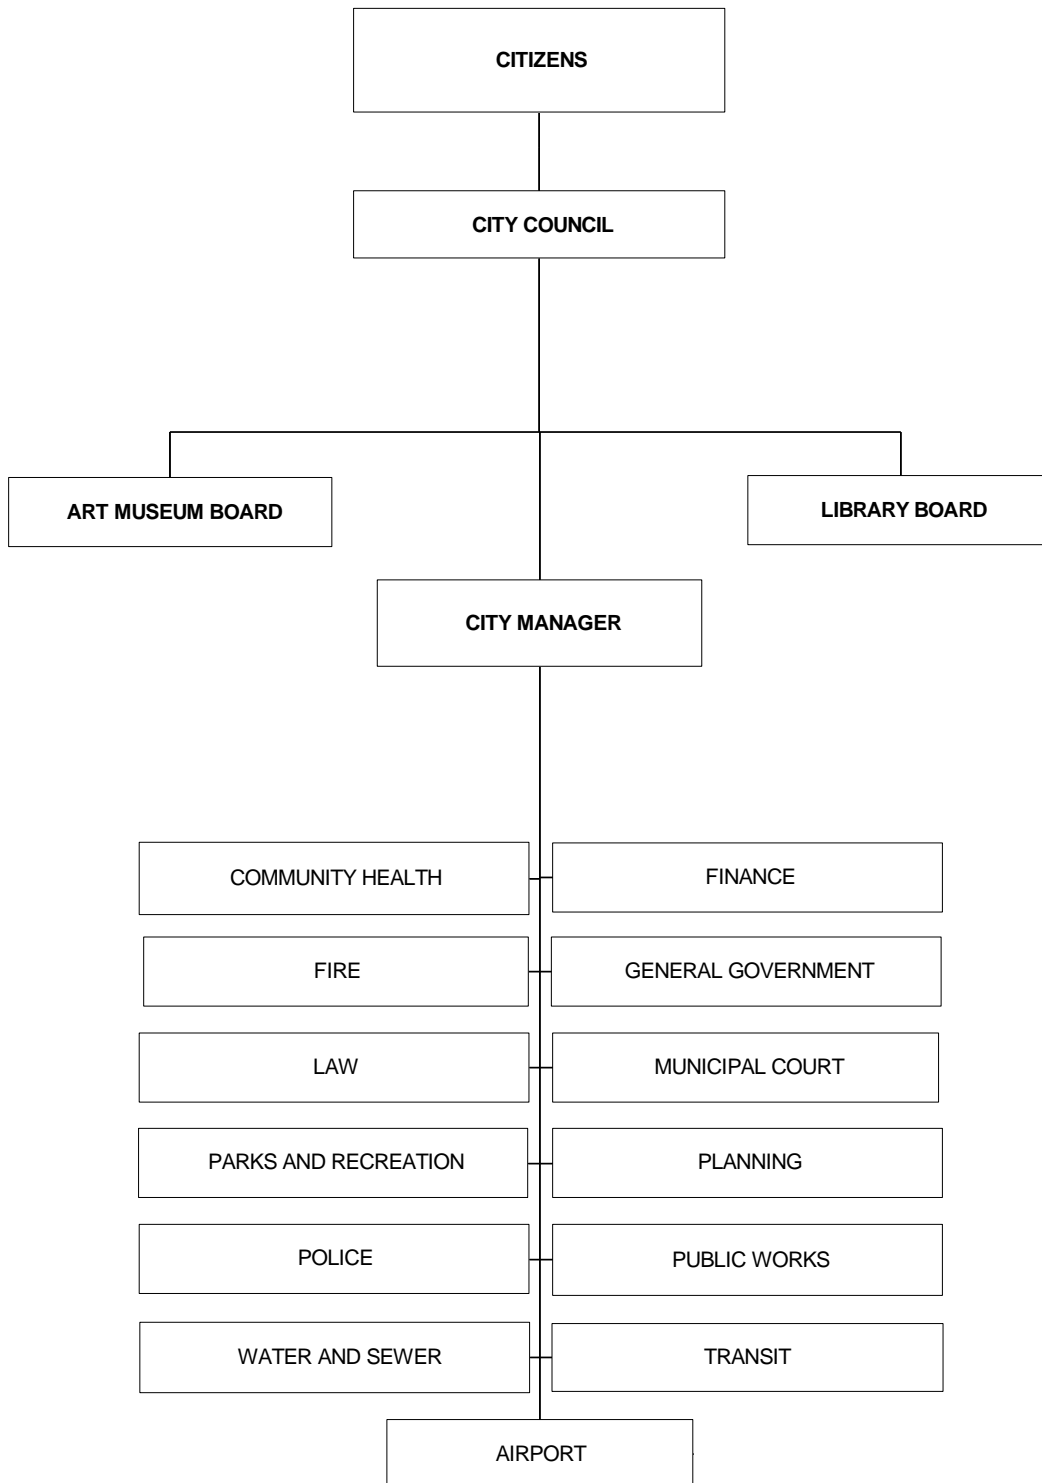 CITIZENS
CITY COUNCIL
ART MUSEUM BOARD
LIBRARY BOARD
CITY MANAGER
COMMUNITY HEALTH
FINANCE
FIRE
GENERAL GOVERNMENT
LAW
MUNICIPAL COURT
PARKS AND RECREATION
PLANNING
POLICE
PUBLIC WORKS
WATER AND SEWER
TRANSIT
AIRPORT